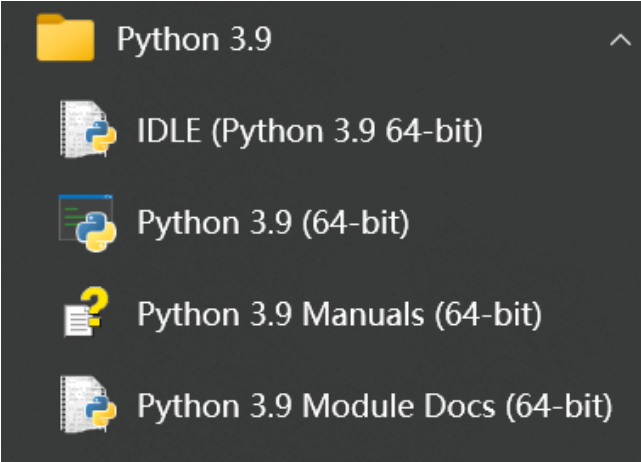 Python 3.9
IDLE (Python 3.9 64-bit)
Python 3.9 (64-bit)
Python 3.9 Manuals (64-bit)
Python 3.9 Module Docs (64-bit)